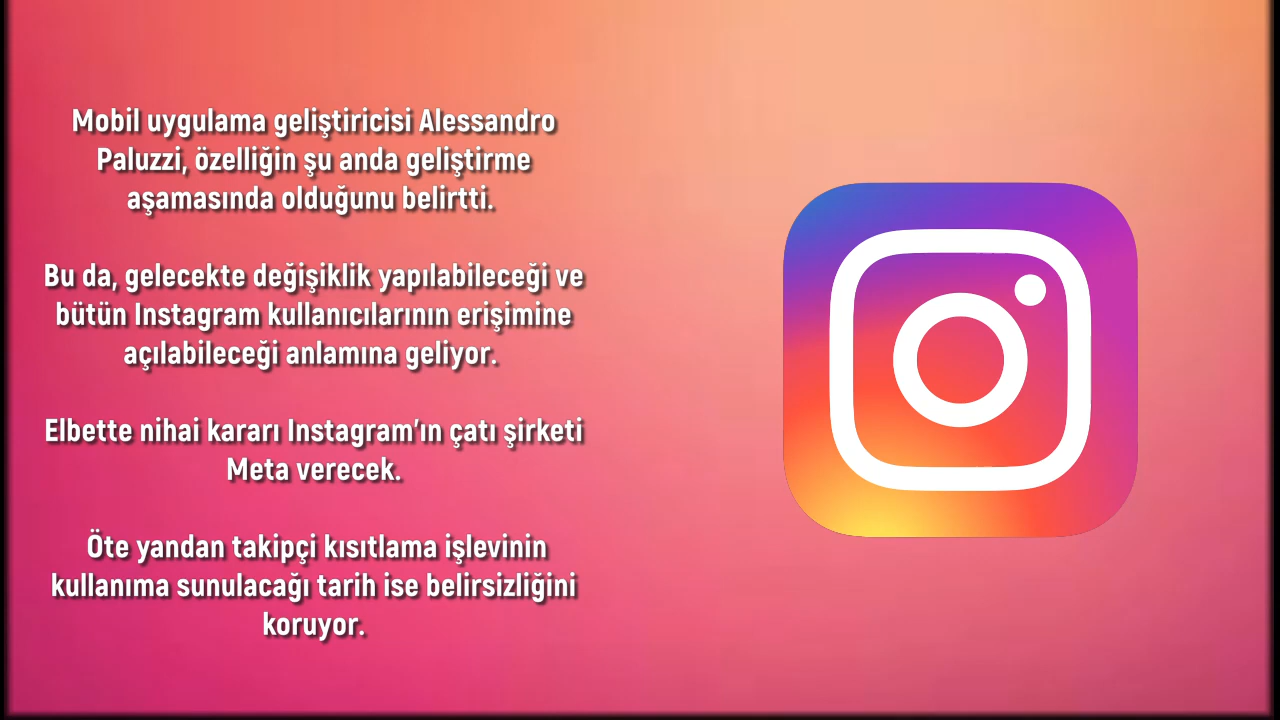 Mobil uygulama geliştiricisi Alessandro
Paluzzi, özelliğin şu anda geliştirme
aşamasında olduğunu belirtti.
Bu da, gelecekte değişiklik yapılabileceği ve
bütün Instagram kullanıcılarının erişimine
açılabileceği anlamına geliyor.
Elbette nihai kararı Instagram'ın çatı şirketi
Meta verecek.
Öte yandan takipçi kısıtlama işlevinin
kullanıma sunulacağı tarih ise belirsizliğini
koruyor.